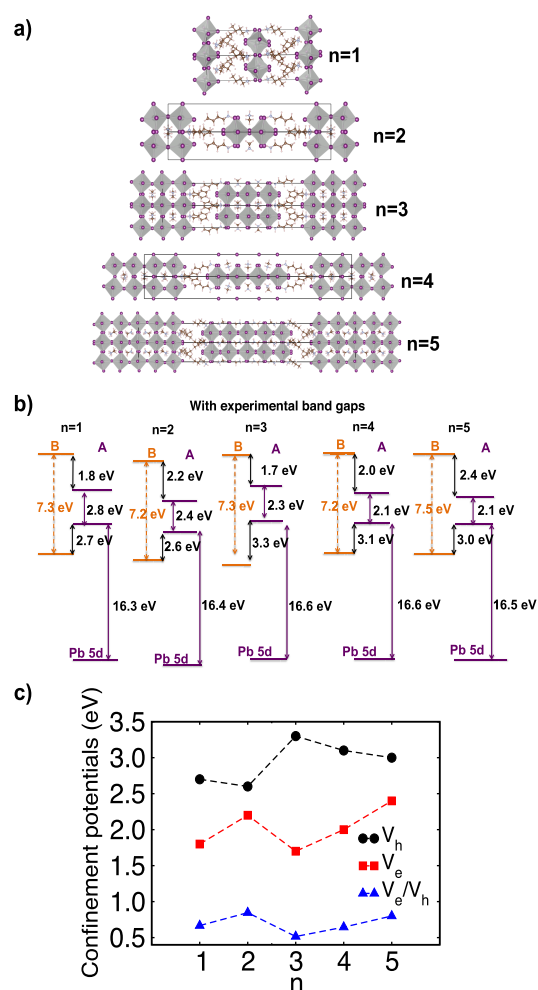 a)
n=1
n=2
n=3
n=4
n=5
b)
With experimental band gaps
n=1 n=2 n=3 n=4 n=5
B A B A B A B A B A
1.8 eV 2.2 eV 1.7 eV 2.0 eV 2.4 eV
7.3 eV 2.8 eV 7.2 eV 2.4 eV 7.3 eV 2.3 eV 7.2 eV 2.1 eV 7.5 eV 2.1 eV
2.7 eV 2.6 eV 3.3 eV 3.1 eV 3.0 eV
16.3 eV 16.4 eV 16.6 eV 16.6 eV 16.5 eV
Pb 5d Pb 5d Pb 5d Pb 5d Pb 5d
c)
Confinement potentials (eV)
3.5
3.0
2.5
2.0
1.5
1.0
0.5
V_h
V_e
V_e/V_h
1 2 3 4 5
n